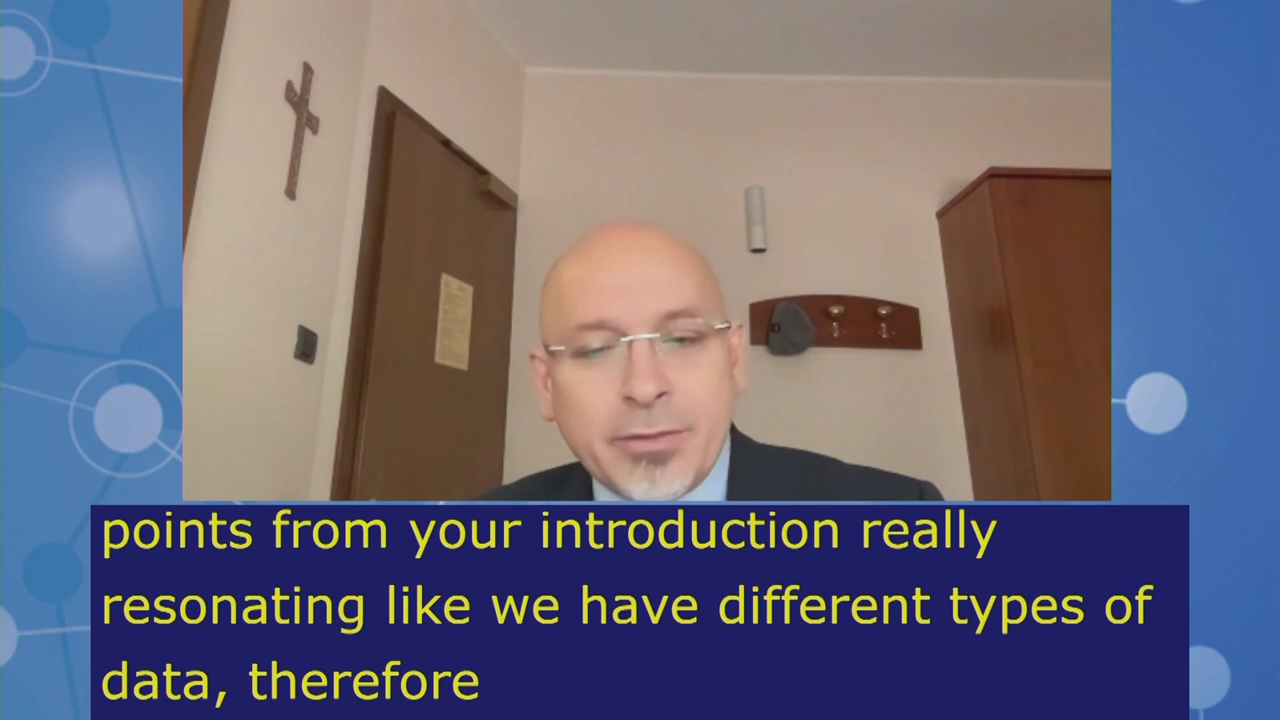 points from your introduction really
resonating like we have different types of
data, therefore